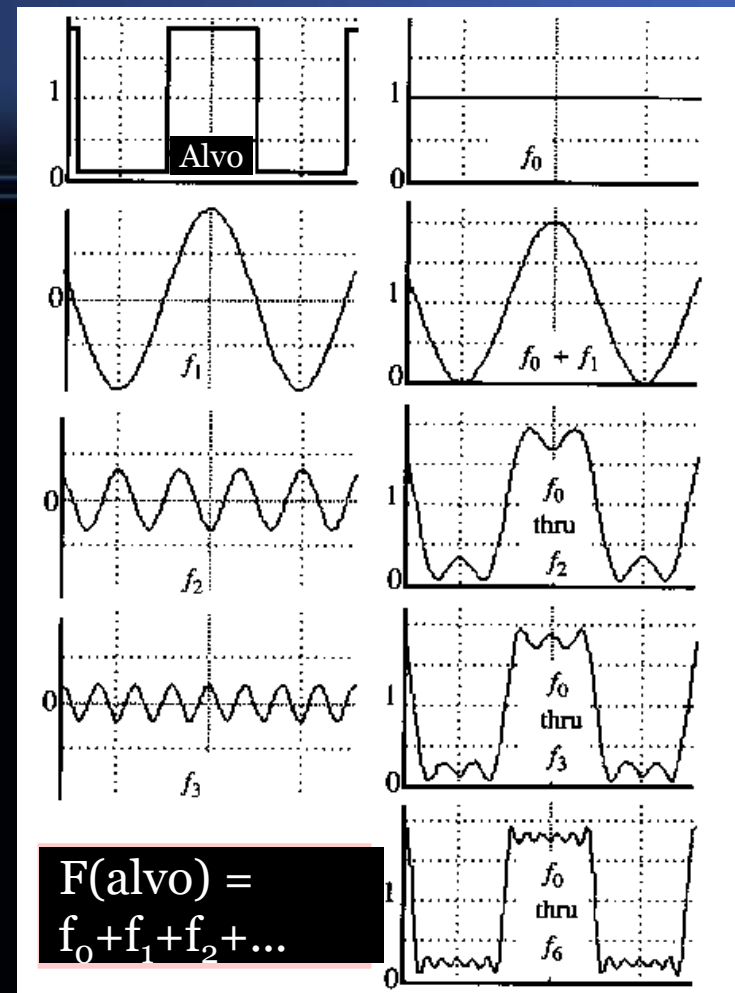 1
0
Alvo
1
0
f₀
0
f₁
1
0
f₀ + f₁
0
f₂
1
0
f₀
thru
f₂
0
f₃
1
0
f₀
thru
f₃
F(alvo) =
f₀+f₁+f₂+...
1
0
f₀
thru
f₆